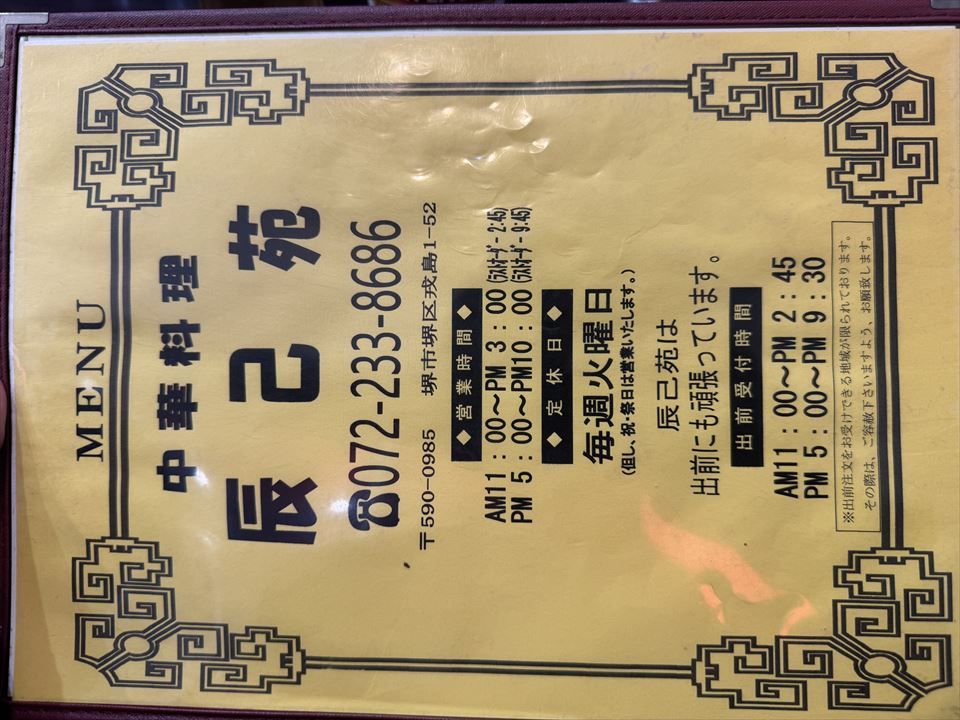 MENU
中華料理
辰己苑
☎072-233-8686
〒590-0985 堺市堺区戎島1-52
◆営業時間◆
AM11:00～PM 3:00(ラストオーダー 2:45)
PM 5:00～PM10:00(ラストオーダー 9:45)
◆定休日◆
毎週火曜日
(但し、祝・祭日は営業いたします。)
辰己苑は
出前にも頑張っています。
出前受付時間
AM11:00～PM 2:45
PM 5:00～PM 9:30
※出前注文をお受けできる地域が限られております。
その際は、ご容赦下さいますよう、お願致します。